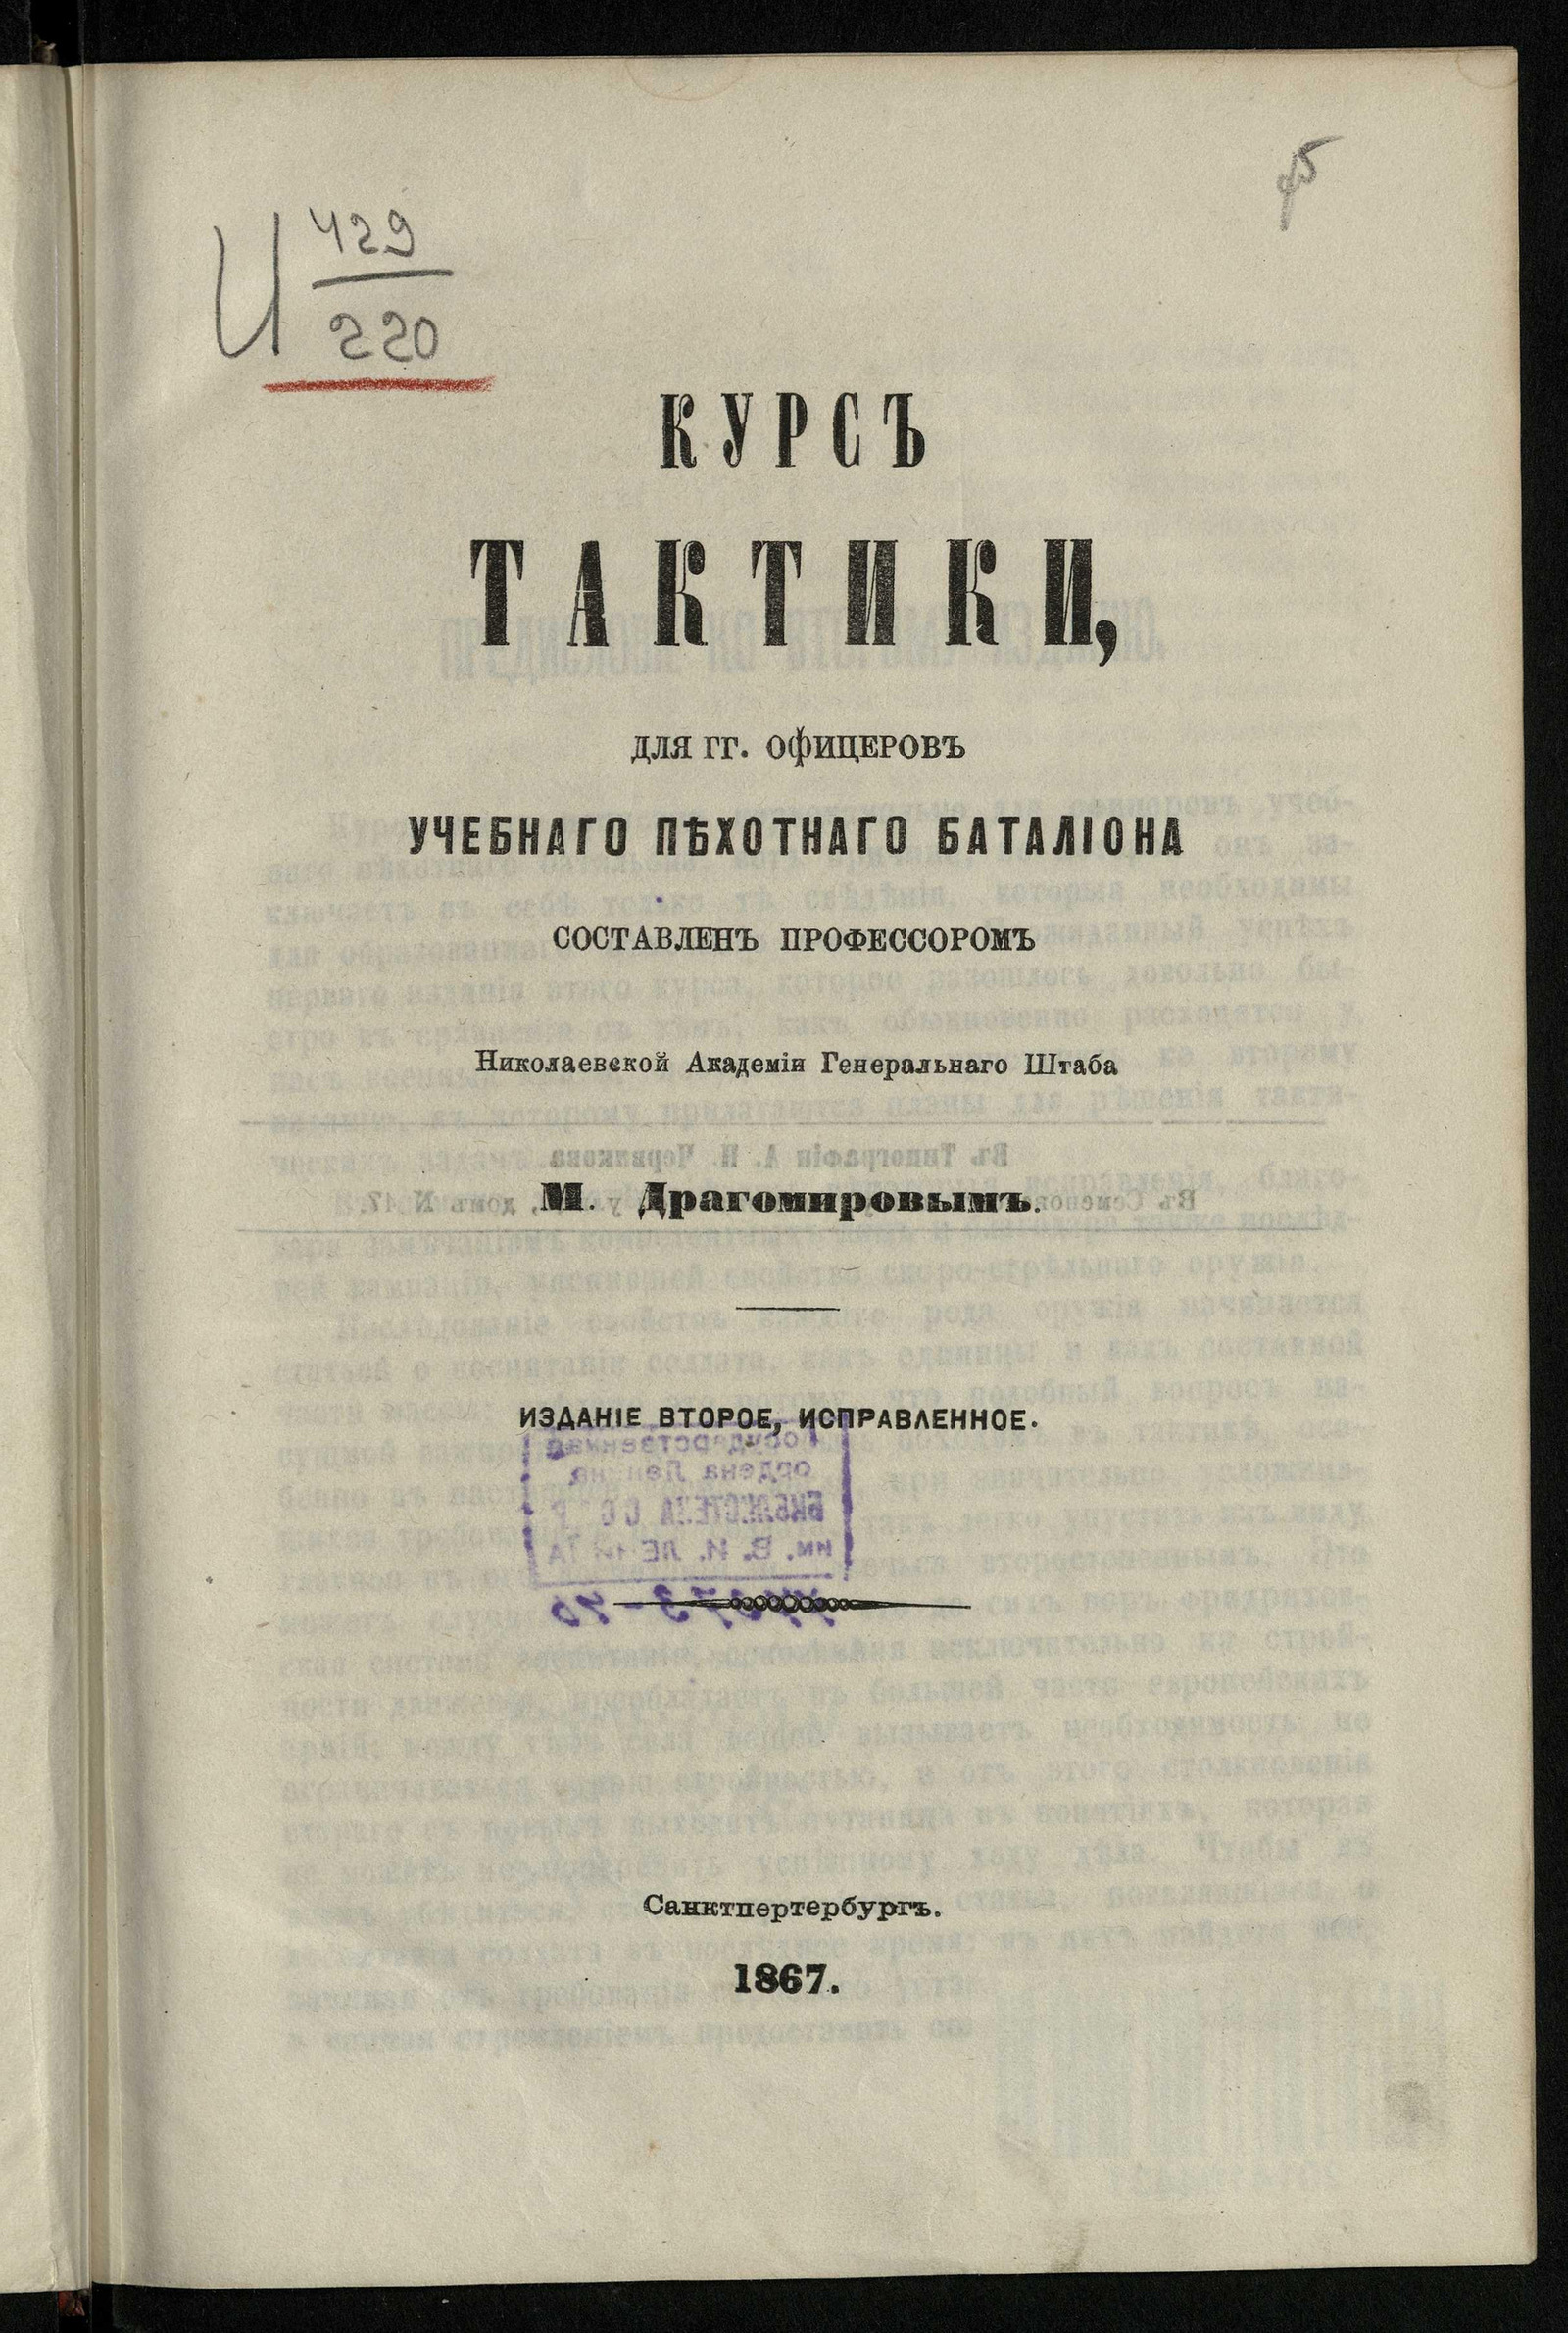 И 429
220
КУРСЪ
ТАКТИКИ,
ДЛЯ ГГ. ОФИЦЕРОВЪ
УЧЕБНАГО ПѢХОТНАГО БАТАЛІОНА
СОСТАВЛЕНЪ ПРОФЕССОРОМЪ
Николаевской Академіи Генеральнаго Штаба
М. Драгомировымъ.
ИЗДАНІЕ ВТОРОЕ, ИСПРАВЛЕННОЕ.
Санктпертербургъ.
1867.